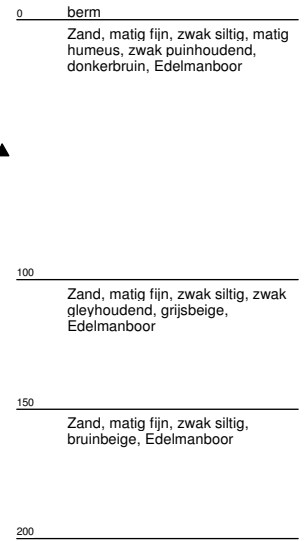 0 berm
Zand, matig fijn, zwak siltig, matig
humeus, zwak puinhoudend,
donkerbruin, Edelmanboor
100
Zand, matig fijn, zwak siltig, zwak
gleyhoudend, grijsbeige,
Edelmanboor
150
Zand, matig fijn, zwak siltig,
bruinbeige, Edelmanboor
200